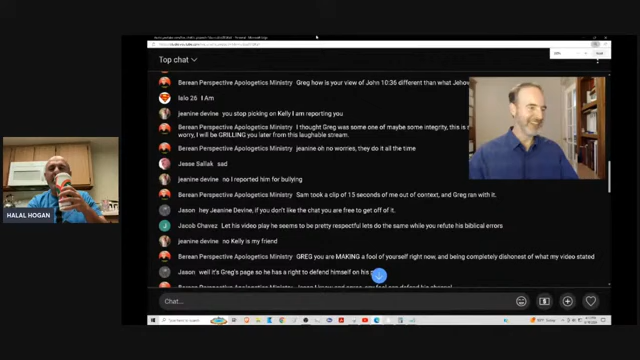 Top chat
Berean Perspective Apologetics Ministry Greg how is your view of John 10:36 different than what Jehov
lalo 26 I Am
jeanine devine you stop picking on Kelly I am reporting you
Berean Perspective Apologetics Ministry I thought Greg was some one of maybe some integrity, this is
worry, I will be GRILLING you later from this laughable stream.
Berean Perspective Apologetics Ministry jeanine oh no worries, they do it all the time
Jesse Sallak sad
jeanine devine no I reported him for bullying
Berean Perspective Apologetics Ministry Sam took a clip of 15 seconds of me out of context, and Greg ran with it.
Jason hey Jeanine Devine, if you don't like the chat you are free to get off of it.
Jacob Chavez Let his video play he seems to be pretty respectful lets do the same while you refute his biblical errors
jeanine devine no Kelly is my friend
Berean Perspective Apologetics Ministry GREG you are MAKING a fool of yourself right now, and being completely dishonest of what my video stated
Jason well it's Greg's page so he has a right to defend himself on his
Chat...
HALAL HOGAN